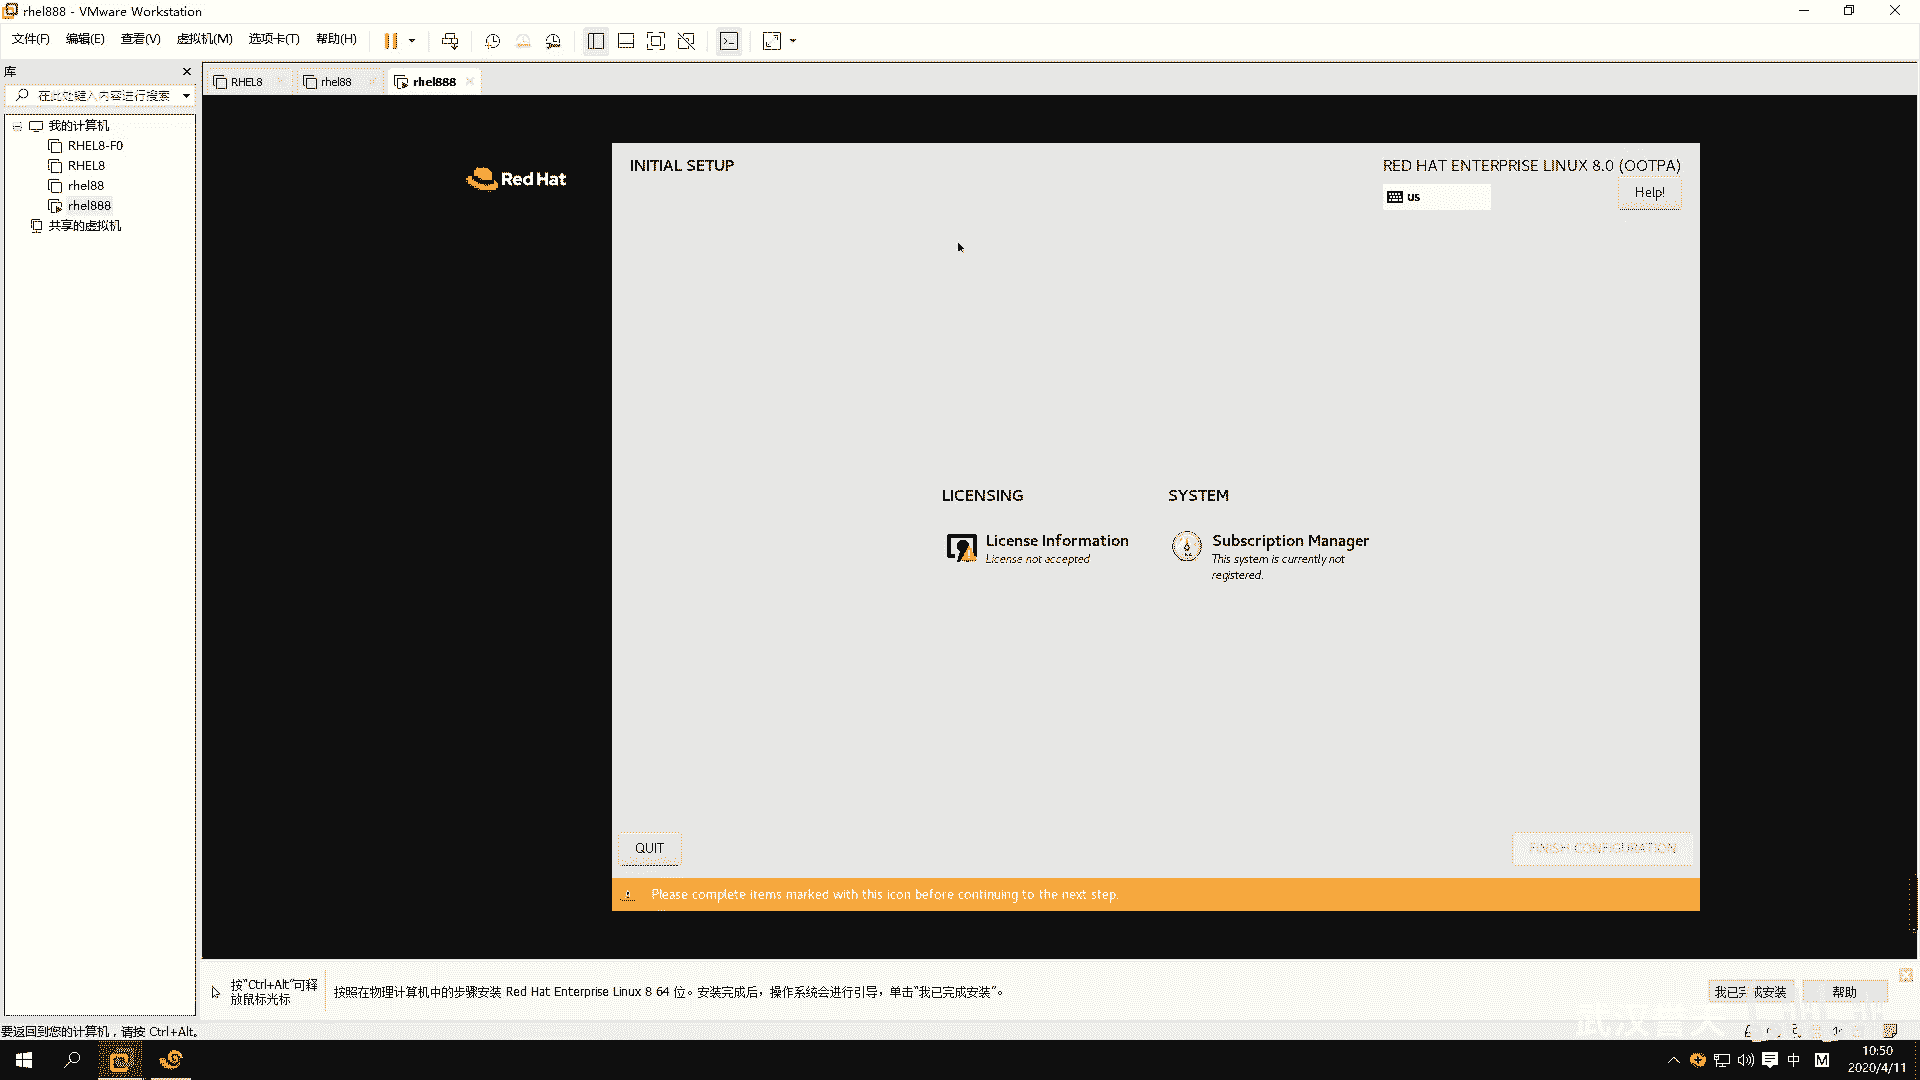 rhel888 - VMware Workstation
文件(F) 编辑(E) 查看(V) 虚拟机(M) 选项卡(T) 帮助(H)
库
在此处键入内容进行搜索
我的计算机
RHEL8-F0
RHEL8
rhel88
rhel888
共享的虚拟机
RHEL8 rhel88 rhel888
Red Hat
INITIAL SETUP
RED HAT ENTERPRISE LINUX 8.0 (OOTPA)
us
Help!
LICENSING
SYSTEM
License Information
License not accepted
Subscription Manager
This system is currently not
registered.
QUIT
FINISH CONFIGURATION
Please complete items marked with this icon before continuing to the next step.
按"Ctrl+Alt"可释
放鼠标光标
按照在物理计算机中的步骤安装 Red Hat Enterprise Linux 8 64 位。安装完成后，操作系统会进行引导，单击"我已完成安装"。
我已完成安装
帮助
要返回到您的计算机，请按 Ctrl+Alt。
中
M
10:50
2020/4/11